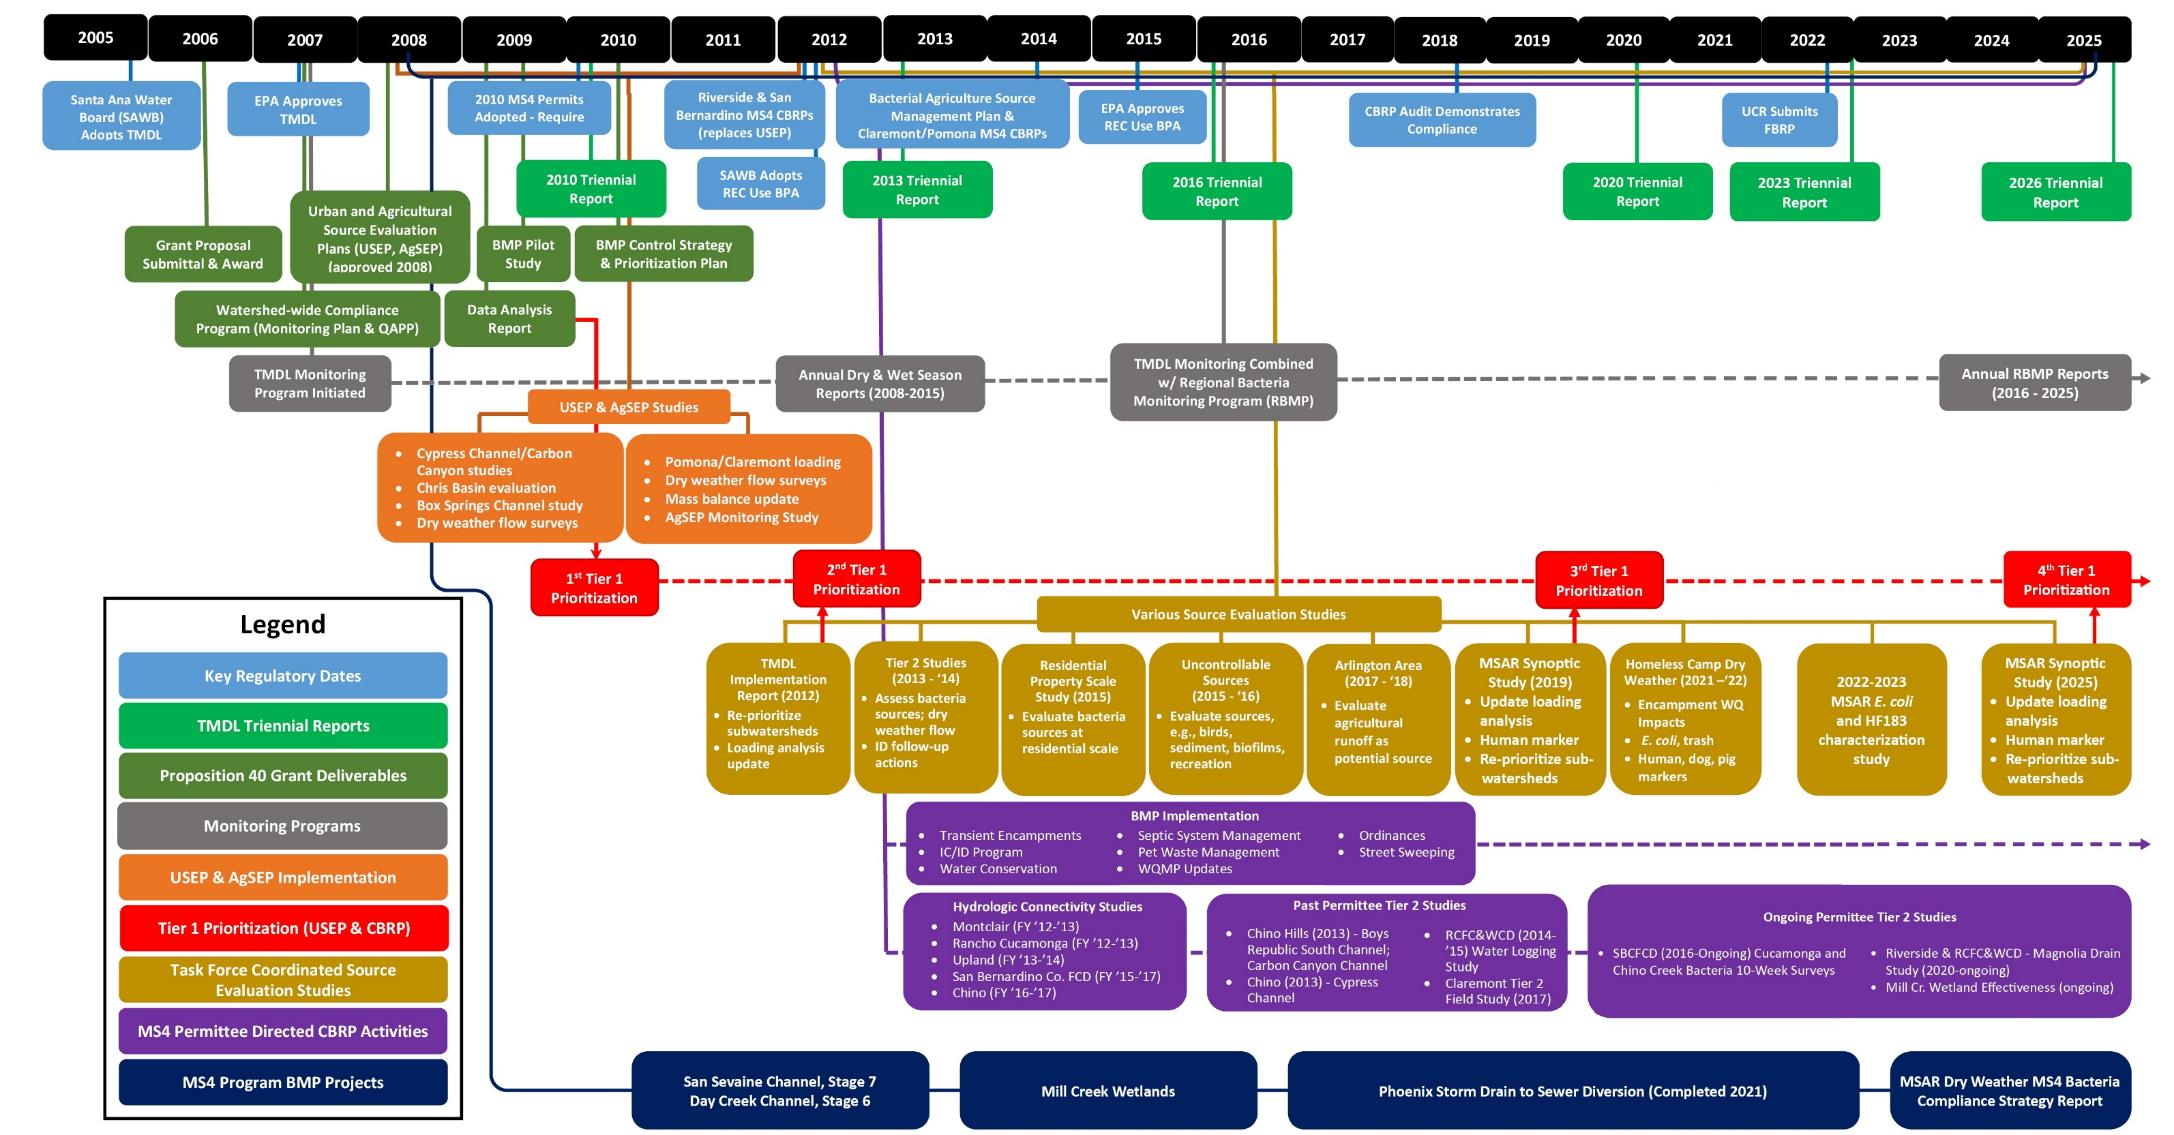 2005 2006 2007 2008 2009 2010 2011 2012 2013 2014 2015 2016 2017 2018 2019 2020 2021 2022 2023 2024 2025
Santa Ana Water
Board (SAWB)
Adopts TMDL
EPA Approves
TMDL
2010 MS4 Permits
Adopted - Require
Riverside & San
Bernardino MS4 CBRPs
(replaces USEP)
Bacterial Agriculture Source
Management Plan &
Claremont/Pomona MS4 CBRPs
EPA Approves
REC Use BPA
CBRP Audit Demonstrates
Compliance
UCR Submits
FBRP
SAWB Adopts
REC Use BPA
2010 Triennial
Report
2013 Triennial
Report
2016 Triennial
Report
2020 Triennial
Report
2023 Triennial
Report
2026 Triennial
Report
Grant Proposal
Submittal & Award
Urban and Agricultural
Source Evaluation
Plans (USEP, AgSEP)
(approved 2008)
BMP Pilot
Study
BMP Control Strategy
& Prioritization Plan
Watershed-wide Compliance
Program (Monitoring Plan & QAPP)
Data Analysis
Report
TMDL Monitoring
Program Initiated
Annual Dry & Wet Season
Reports (2008-2015)
TMDL Monitoring Combined
w/ Regional Bacteria
Monitoring Program (RBMP)
Annual RBMP Reports
(2016 - 2025)
USEP & AgSEP Studies
• Cypress Channel/Carbon
Canyon studies
• Chris Basin evaluation
• Box Springs Channel study
• Dry weather flow surveys
• Pomona/Claremont loading
• Dry weather flow surveys
• Mass balance update
• AgSEP Monitoring Study
1st Tier 1
Prioritization
2nd Tier 1
Prioritization
3rd Tier 1
Prioritization
4th Tier 1
Prioritization
Various Source Evaluation Studies
TMDL
Implementation
Report (2012)
• Re-prioritize
subwatersheds
• Loading analysis
update
Tier 2 Studies
(2013 - ‘14)
• Assess bacteria
sources; dry
weather flow
• ID follow-up
actions
Residential
Property Scale
Study (2015)
• Evaluate bacteria
sources at
residential scale
Uncontrollable
Sources
(2015 - ‘16)
• Evaluate sources,
e.g., birds,
sediment, biofilms,
recreation
Arlington Area
(2017 - ‘18)
• Evaluate
agricultural
runoff as
potential source
MSAR Synoptic
Study (2019)
• Update loading
analysis
• Human marker
• Re-prioritize sub-
watersheds
Homeless Camp Dry
Weather (2021 –‘22)
• Encampment WQ
Impacts
• E. coli, trash
• Human, dog, pig
markers
2022-2023
MSAR E. coli
and HF183
characterization
study
MSAR Synoptic
Study (2025)
• Update loading
analysis
• Human marker
• Re-prioritize sub-
watersheds
BMP Implementation
• Transient Encampments
• IC/ID Program
• Water Conservation
• Septic System Management
• Pet Waste Management
• WQMP Updates
• Ordinances
• Street Sweeping
Hydrologic Connectivity Studies
• Montclair (FY ’12-’13)
• Rancho Cucamonga (FY ’12-’13)
• Upland (FY ’13-’14)
• San Bernardino Co. FCD (FY ’15-’17)
• Chino (FY ’16-’17)
Past Permittee Tier 2 Studies
• Chino Hills (2013) - Boys
Republic South Channel;
Carbon Canyon Channel
• Chino (2013) - Cypress
Channel
• RCFC&WCD (2014-
’15) Water Logging
Study
• Claremont Tier 2
Field Study (2017)
Ongoing Permittee Tier 2 Studies
• SBCFCD (2016-Ongoing) Cucamonga and
Chino Creek Bacteria 10-Week Surveys
• Riverside & RCFC&WCD - Magnolia Drain
Study (2020-ongoing)
• Mill Cr. Wetland Effectiveness (ongoing)
San Sevaine Channel, Stage 7
Day Creek Channel, Stage 6
Mill Creek Wetlands
Phoenix Storm Drain to Sewer Diversion (Completed 2021)
MSAR Dry Weather MS4 Bacteria
Compliance Strategy Report
Legend
Key Regulatory Dates
TMDL Triennial Reports
Proposition 40 Grant Deliverables
Monitoring Programs
USEP & AgSEP Implementation
Tier 1 Prioritization (USEP & CBRP)
Task Force Coordinated Source
Evaluation Studies
MS4 Permittee Directed CBRP Activities
MS4 Program BMP Projects